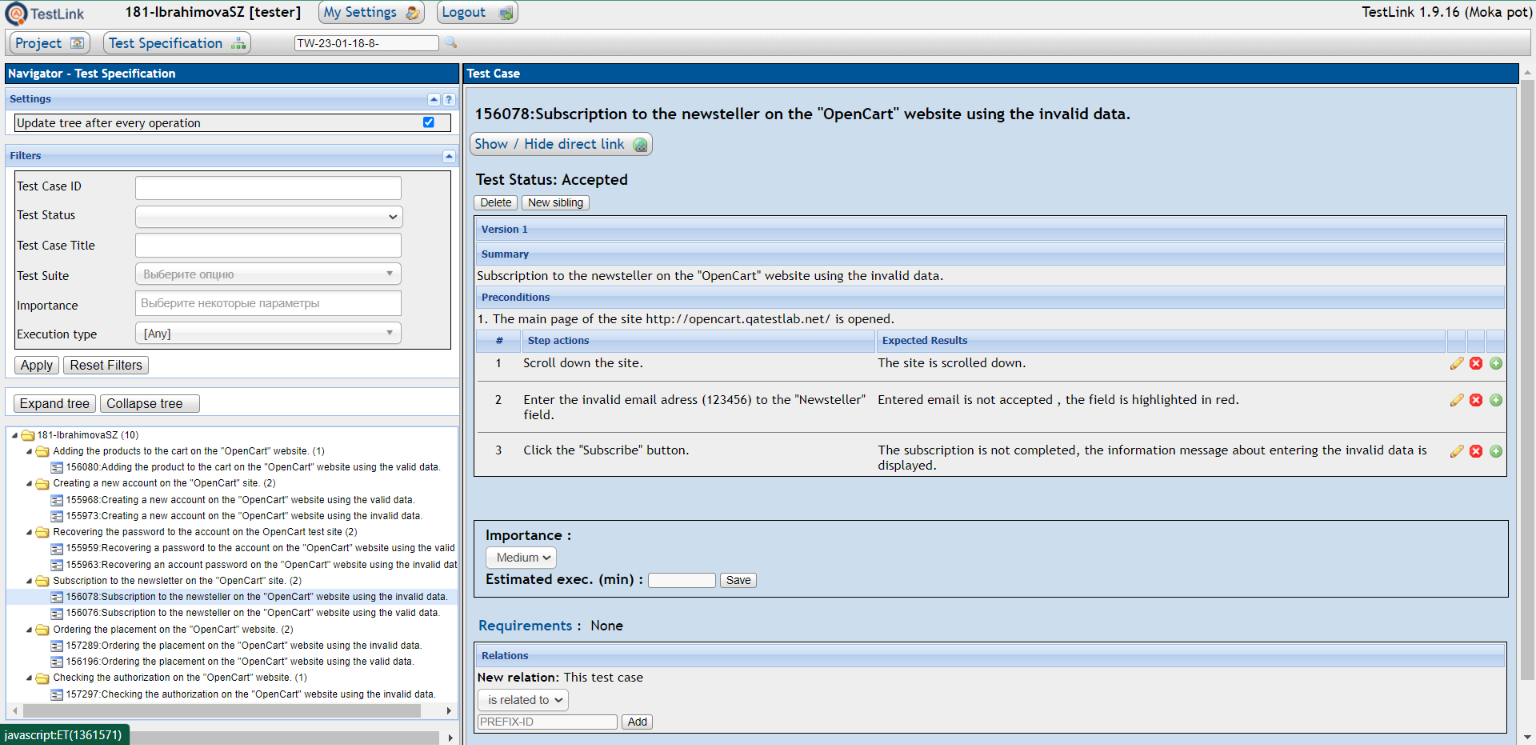 TestLink
181-IbrahimovaSZ [tester]
My Settings
Logout
TestLink 1.9.16 (Moka pot)
Project
Test Specification
TW-23-01-18-8-
Navigator - Test Specification
Settings
?
Update tree after every operation
Filters
Test Case ID
Test Status
Test Case Title
Test Suite
Выберите опцию
Importance
Выберите некоторые параметры
Execution type
[Any]
Apply
Reset Filters
Expand tree
Collapse tree
181-IbrahimovaSZ (10)
Adding the products to the cart on the "OpenCart" website. (1)
156080:Adding the product to the cart on the "OpenCart" website using the valid data.
Creating a new account on the "OpenCart" site. (2)
155968:Creating a new account on the "OpenCart" website using the valid data.
155973:Creating a new account on the "OpenCart" website using the invalid data.
Recovering the password to the account on the OpenCart test site (2)
155959:Recovering a password to the account on the "OpenCart" website using the valid
155963:Recovering an account password on the "OpenCart" website using the invalid dat
Subscription to the newsletter on the "OpenCart" site. (2)
156078:Subscription to the newsteller on the "OpenCart" website using the invalid data.
156076:Subscription to the newsteller on the "OpenCart" website using the valid data.
Ordering the placement on the "OpenCart" website. (2)
157289:Ordering the placement on the "OpenCart" website using the invalid data.
156196:Ordering the placement on the "OpenCart" website using the valid data.
Checking the authorization on the "OpenCart" website. (1)
157297:Checking the authorization on the "OpenCart" website using the invalid data.
javascript:ET(1361571)
Test Case
156078:Subscription to the newsteller on the "OpenCart" website using the invalid data.
Show / Hide direct link
Test Status: Accepted
Delete
New sibling
Version 1
Summary
Subscription to the newsteller on the "OpenCart" website using the invalid data.
Preconditions
1. The main page of the site http://opencart.qatestlab.net/ is opened.
# Step actions Expected Results
1 Scroll down the site. The site is scrolled down.
2 Enter the invalid email adress (123456) to the "Newsteller" Entered email is not accepted , the field is highlighted in red.
field.
3 Click the "Subscribe" button. The subscription is not completed, the information message about entering the invalid data is
displayed.
Importance :
Medium
Estimated exec. (min) :
Save
Requirements : None
Relations
New relation: This test case
is related to
PREFIX-ID
Add